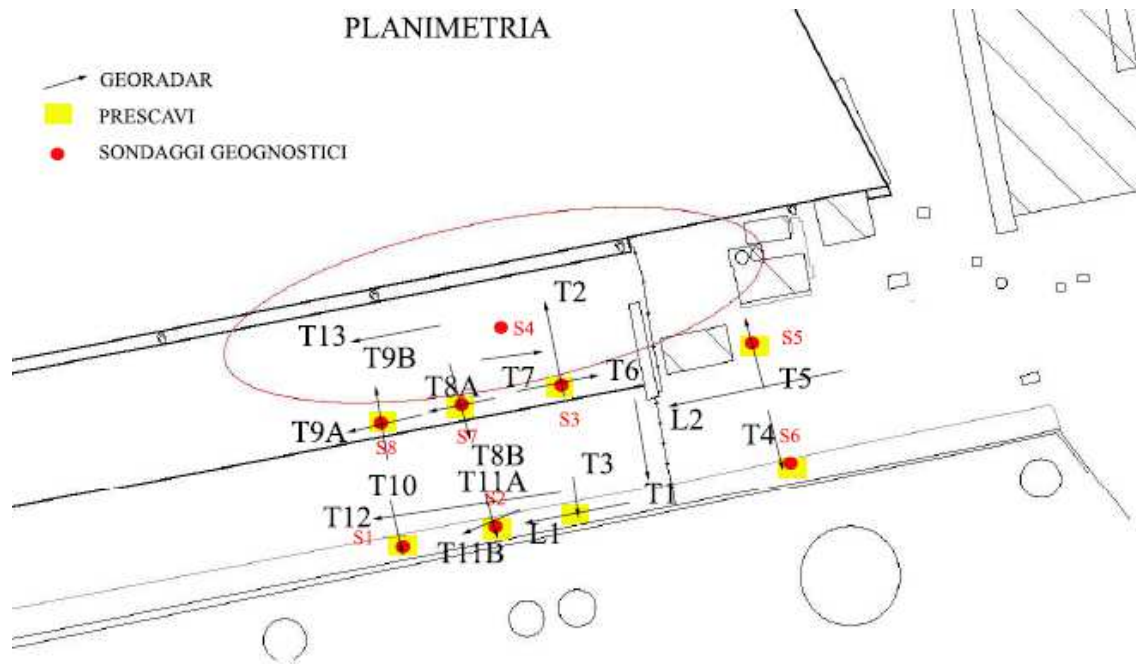 PLANIMETRIA
GEORADAR
PRESCAVI
SONDAGGI GEOGNOSTICI
T2
T13
S4
T9B
S5
T7
T6
T8A
T5
S3
L2
T9A
S8
S7
T4
S6
T8B
T3
T10
T11A
S2
T1
T12
S1
L1
T11B